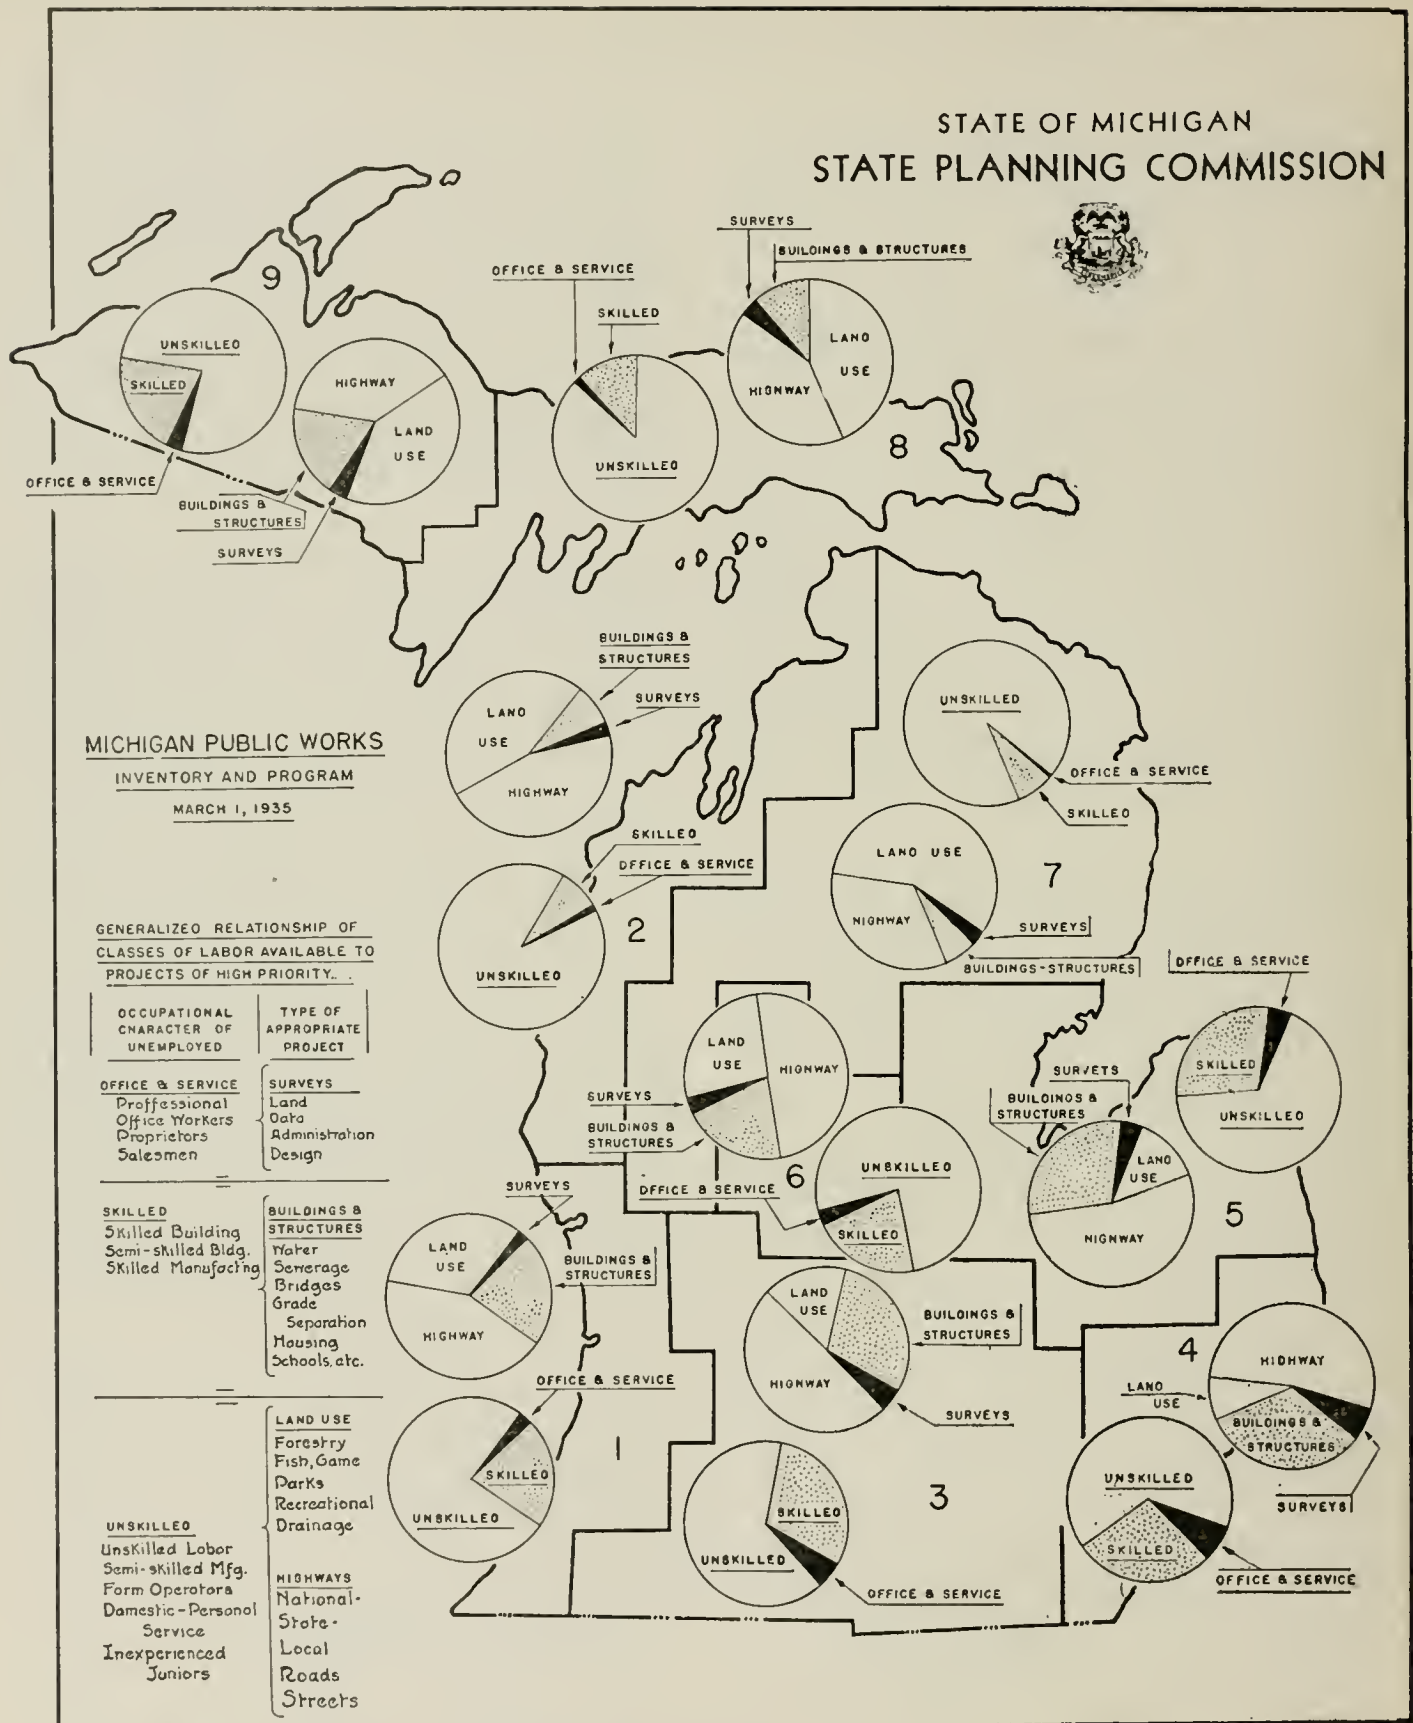 STATE OF MICHIGAN
STATE PLANNING COMMISSION
SURVEYS
BUILDINGS & STRUCTURES
OFFICE & SERVICE
SKILLED
9
UNSKILLED
SKILLED
OFFICE & SERVICE
HIGHWAY
LAND
USE
BUILDINGS &
STRUCTURES
SURVEYS
UNSKILLED
LAND
USE
HIGHWAY
8
BUILDINGS &
STRUCTURES
SURVEYS
LAND
USE
HIGHWAY
MICHIGAN PUBLIC WORKS
INVENTORY AND PROGRAM
MARCH 1, 1935
UNSKILLED
OFFICE & SERVICE
SKILLED
SKILLED
OFFICE & SERVICE
2
UNSKILLED
LAND USE
7
HIGHWAY
SURVEYS
BUILDINGS-STRUCTURES
GENERALIZED RELATIONSHIP OF
CLASSES OF LABOR AVAILABLE TO
PROJECTS OF HIGH PRIORITY.
OCCUPATIONAL
CHARACTER OF
UNEMPLOYED
TYPE OF
APPROPRIATE
PROJECT
OFFICE & SERVICE
Proffessional
Office Workers
Proprietors
Salesmen
SURVEYS
Land
Data
Administration
Design
SKILLED
Skilled Building
Semi-skilled Bldg.
Skilled Manufacting
BUILDINGS &
STRUCTURES
Water
Sewerage
Bridges
Grade
Separation
Housing
Schools, etc.
UNSKILLED
Unskilled Labor
Semi-skilled Mfg.
Farm Operators
Domestic-Personal
Service
Inexperienced
Juniors
LAND USE
Forestry
Fish, Game
Parks
Recreational
Drainage
HIGHWAYS
National-
State-
Local
Roads
Streets
LAND
USE
HIGHWAY
SURVEYS
BUILDINGS &
STRUCTURES
6
UNSKILLED
OFFICE & SERVICE
SKILLED
OFFICE & SERVICE
SKILLED
UNSKILLED
SURVEYS
BUILDINGS &
STRUCTURES
LAND
USE
HIGHWAY
5
SURVEYS
LAND
USE
BUILDINGS &
STRUCTURES
HIGHWAY
OFFICE & SERVICE
SKILLED
UNSKILLED
1
LAND
USE
BUILDINGS &
STRUCTURES
HIGHWAY
SURVEYS
SKILLED
UNSKILLED
OFFICE & SERVICE
3
4
HIGHWAY
LAND
USE
BUILDINGS &
STRUCTURES
SURVEYS
UNSKILLED
SKILLED
OFFICE & SERVICE